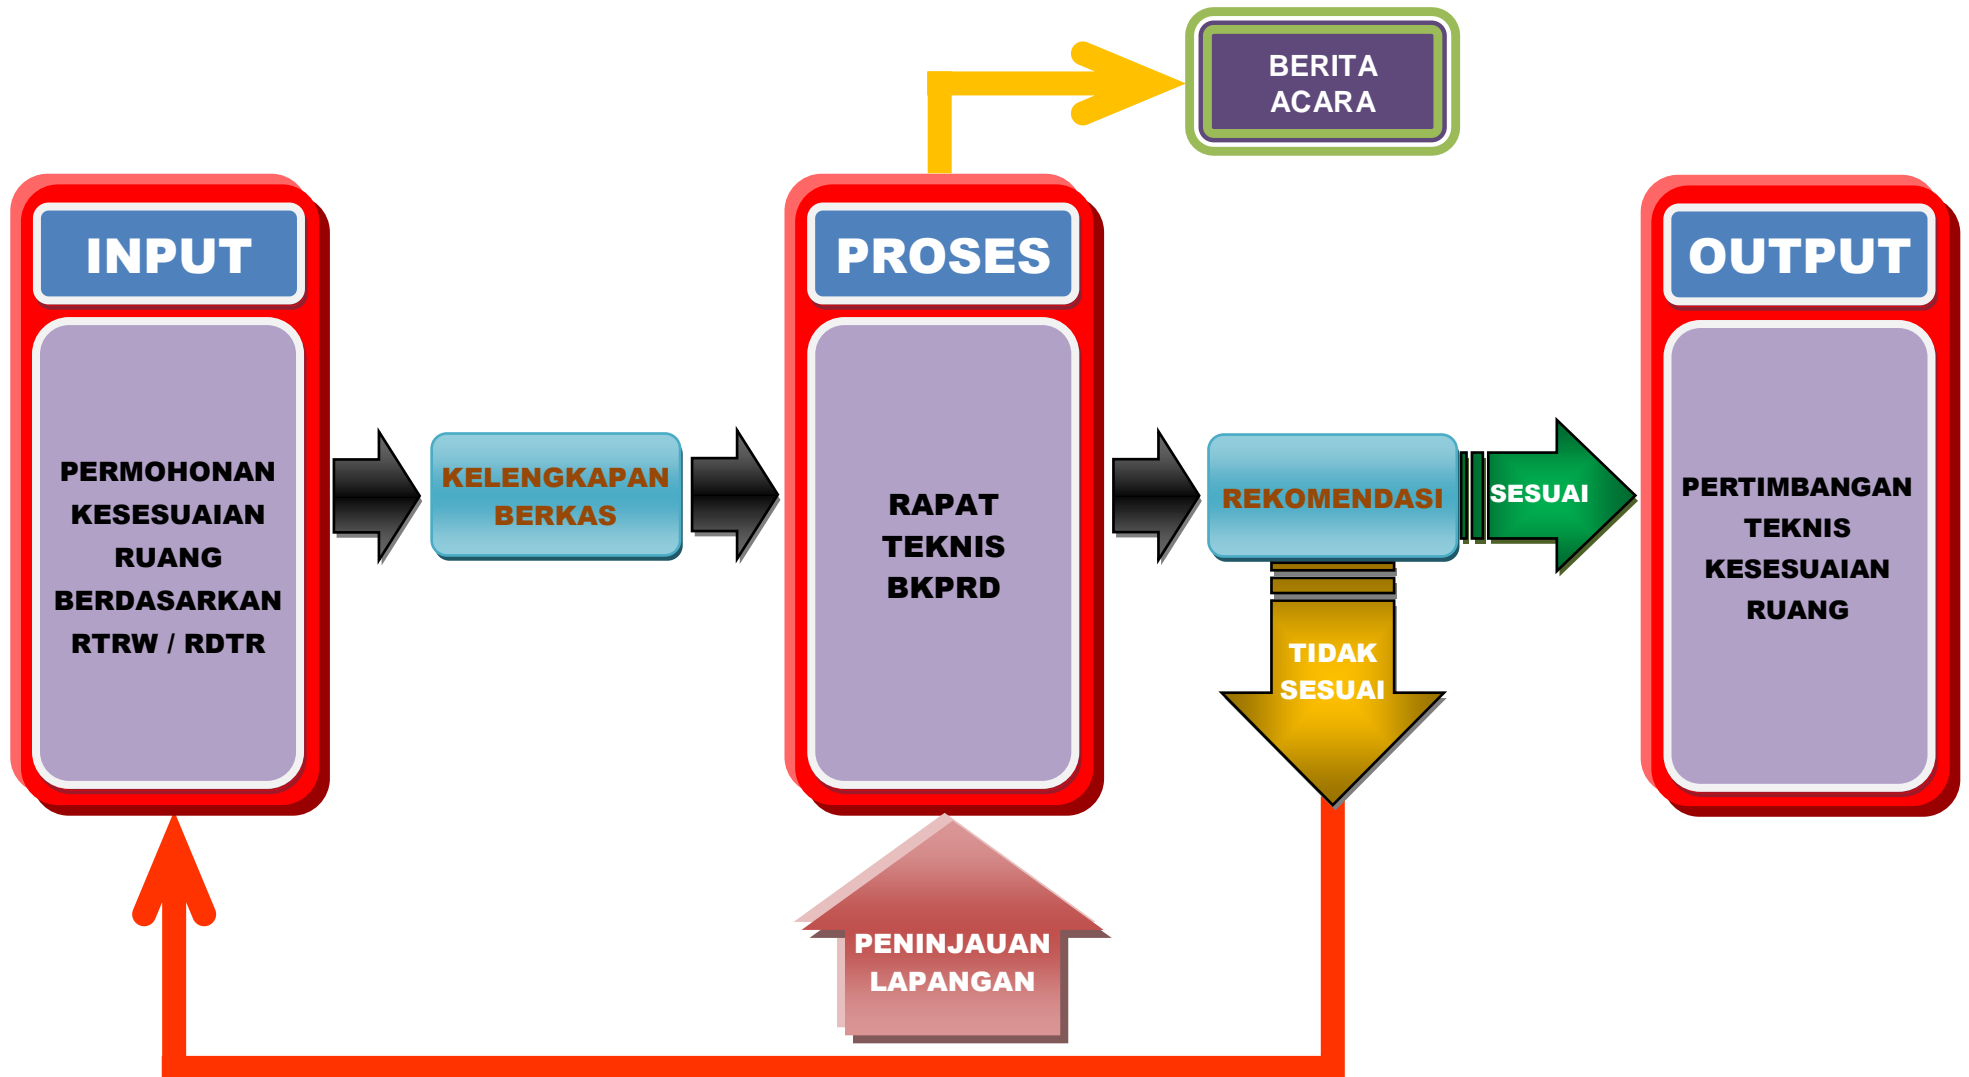 BERITA
ACARA
INPUT
PERMOHONAN
KESESUAIAN
RUANG
BERDASARKAN
RTRW / RDTR
KELENGKAPAN
BERKAS
PROSES
RAPAT
TEKNIS
BKPRD
PENINJAUAN
LAPANGAN
REKOMENDASI
SESUAI
TIDAK
SESUAI
OUTPUT
PERTIMBANGAN
TEKNIS
KESESUAIAN
RUANG